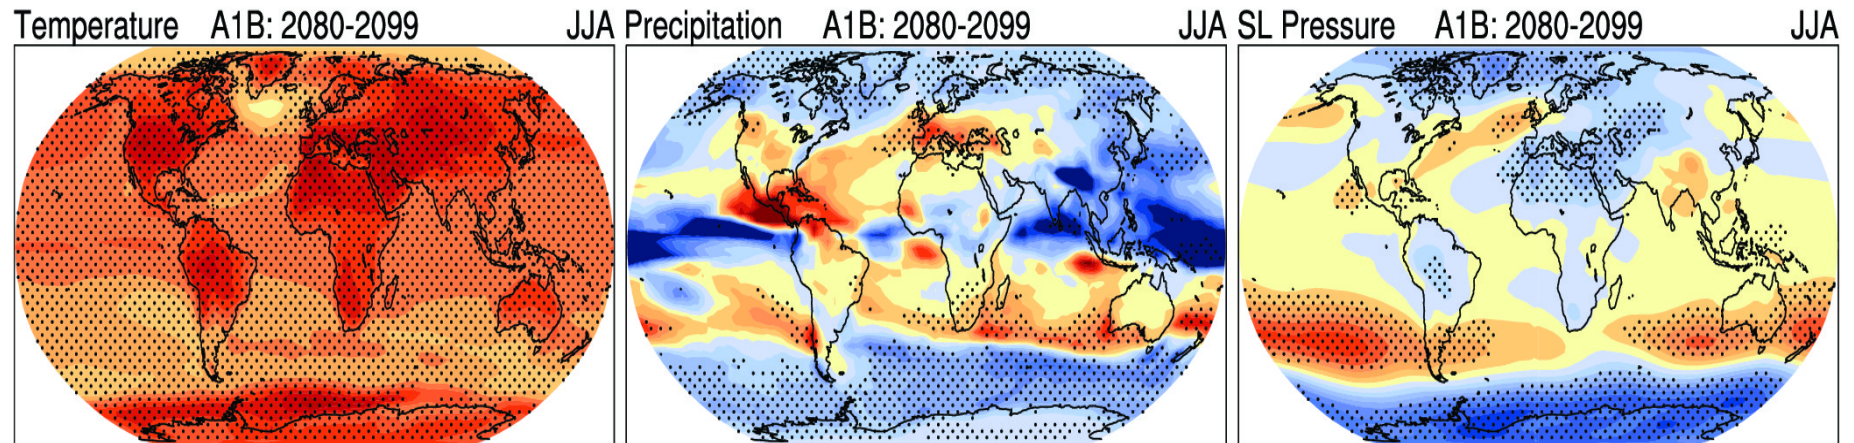 Temperature A1B: 2080-2099 JJA
Precipitation A1B: 2080-2099 JJA
SL Pressure A1B: 2080-2099 JJA